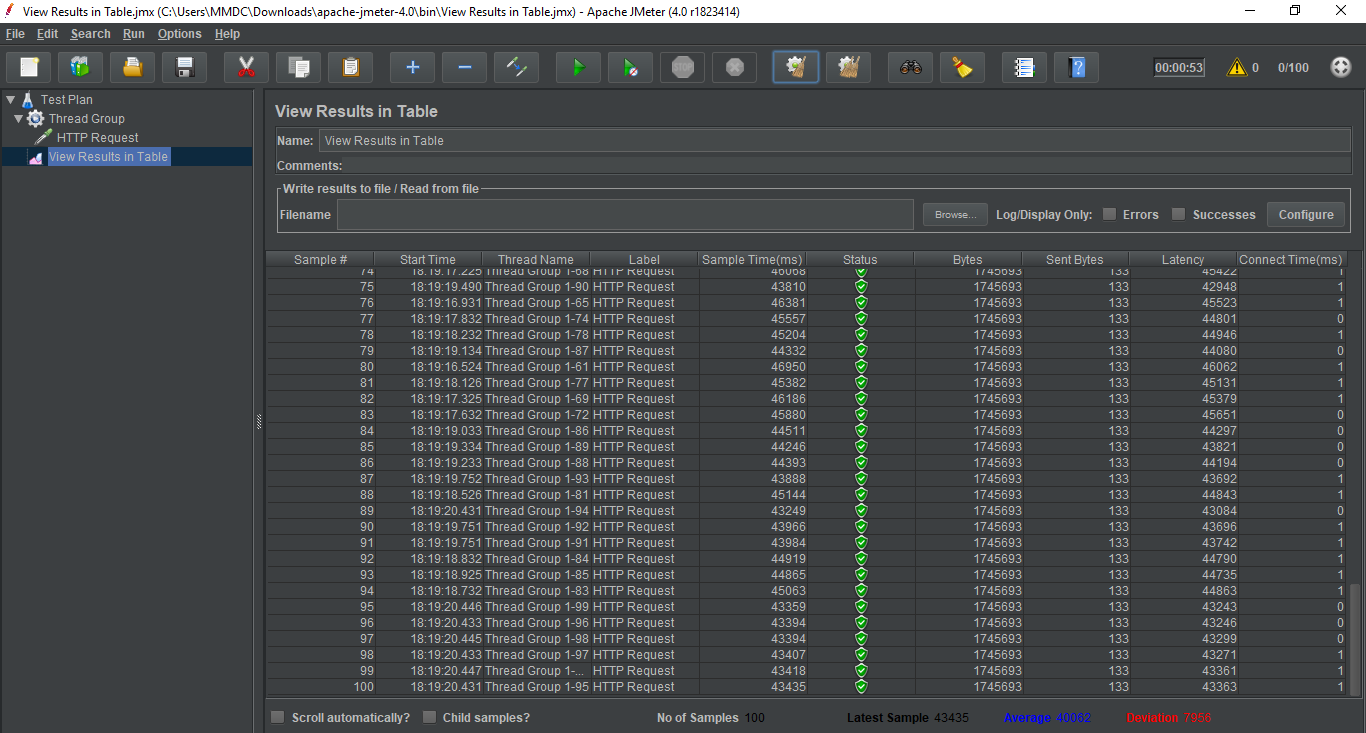 View Results in Table.jmx (C:\Users\MMDC\Downloads\apache-jmeter-4.0\bin\View Results in Table.jmx) - Apache JMeter (4.0 r1823414)
File Edit Search Run Options Help
STOP 00:00:53 0 0/100
Test Plan
Thread Group
HTTP Request
View Results in Table
View Results in Table
Name: View Results in Table
Comments:
Write results to file / Read from file
Filename Browse... Log/Display Only: Errors Successes Configure
Sample # Start Time Thread Name Label Sample Time(ms) Status Bytes Sent Bytes Latency Connect Time(ms)
74 18:19:17.225 Thread Group 1-68 HTTP Request 46068 1745693 133 45422 1
75 18:19:19.490 Thread Group 1-90 HTTP Request 43810 1745693 133 42948 1
76 18:19:16.931 Thread Group 1-65 HTTP Request 46381 1745693 133 45523 1
77 18:19:17.832 Thread Group 1-74 HTTP Request 45557 1745693 133 44801 0
78 18:19:18.232 Thread Group 1-78 HTTP Request 45204 1745693 133 44946 1
79 18:19:19.134 Thread Group 1-87 HTTP Request 44332 1745693 133 44080 0
80 18:19:16.524 Thread Group 1-61 HTTP Request 46950 1745693 133 46062 1
81 18:19:18.126 Thread Group 1-77 HTTP Request 45382 1745693 133 45131 1
82 18:19:17.325 Thread Group 1-69 HTTP Request 46186 1745693 133 45379 1
83 18:19:17.632 Thread Group 1-72 HTTP Request 45880 1745693 133 45651 0
84 18:19:19.033 Thread Group 1-86 HTTP Request 44511 1745693 133 44297 0
85 18:19:19.334 Thread Group 1-89 HTTP Request 44246 1745693 133 43821 0
86 18:19:19.233 Thread Group 1-88 HTTP Request 44393 1745693 133 44194 0
87 18:19:19.752 Thread Group 1-93 HTTP Request 43888 1745693 133 43692 1
88 18:19:18.526 Thread Group 1-81 HTTP Request 45144 1745693 133 44843 1
89 18:19:20.431 Thread Group 1-94 HTTP Request 43249 1745693 133 43084 0
90 18:19:19.751 Thread Group 1-92 HTTP Request 43966 1745693 133 43696 1
91 18:19:19.751 Thread Group 1-91 HTTP Request 43984 1745693 133 43742 1
92 18:19:18.832 Thread Group 1-84 HTTP Request 44919 1745693 133 44790 1
93 18:19:18.925 Thread Group 1-85 HTTP Request 44865 1745693 133 44735 1
94 18:19:18.732 Thread Group 1-83 HTTP Request 45063 1745693 133 44863 1
95 18:19:20.446 Thread Group 1-99 HTTP Request 43359 1745693 133 43243 0
96 18:19:20.433 Thread Group 1-96 HTTP Request 43394 1745693 133 43246 0
97 18:19:20.445 Thread Group 1-98 HTTP Request 43394 1745693 133 43299 0
98 18:19:20.433 Thread Group 1-97 HTTP Request 43407 1745693 133 43271 1
99 18:19:20.447 Thread Group 1-... HTTP Request 43418 1745693 133 43361 1
100 18:19:20.431 Thread Group 1-95 HTTP Request 43435 1745693 133 43363 1
Scroll automatically? Child samples? No of Samples 100 Latest Sample 43435 Average 40062 Deviation 7956